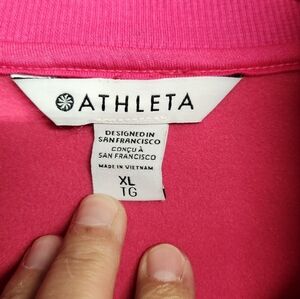 ATHLETA
DESIGNED IN
SAN FRANCISCO
CONÇU À
SAN FRANCISCO
MADE IN VIETNAM
XL
TG